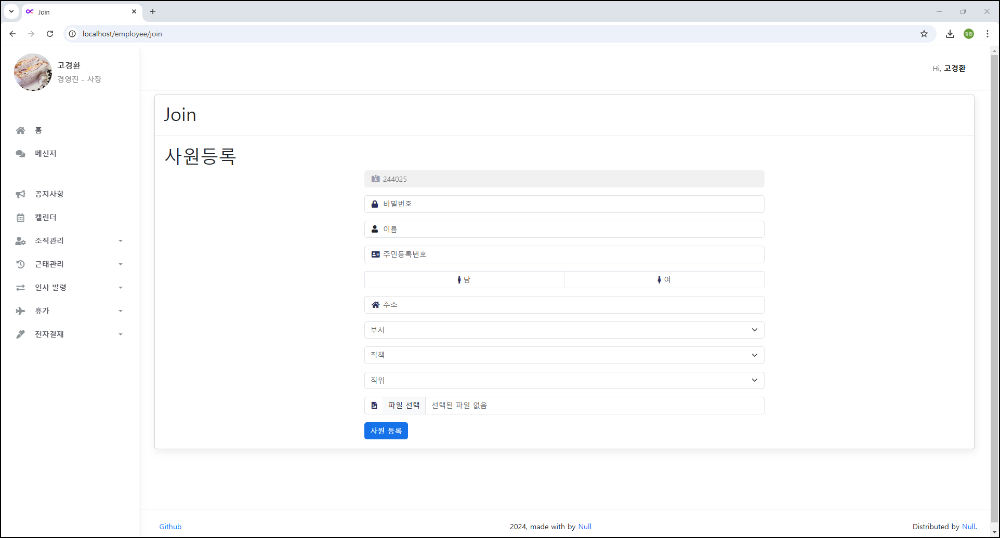 Join
localhost/employee/join
경환
고경환
경영진 - 사장
Hi, 고경환
홈
메신저
공지사항
캘린더
조직관리
근태관리
인사 발령
휴가
전자결재
Join
사원등록
244025
비밀번호
이름
주민등록번호
남 여
주소
부서
직책
직위
파일 선택 선택된 파일 없음
사원 등록
Github 2024, made with by Null Distributed by Null.